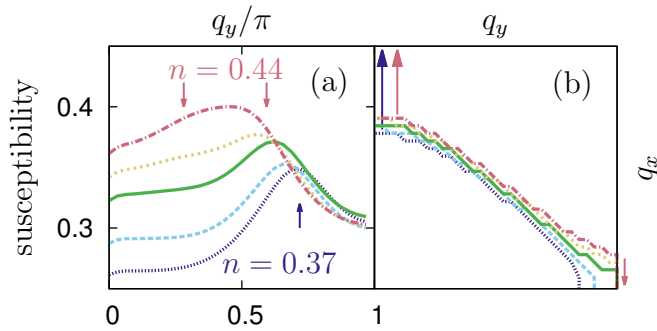 q_y/π q_y
0.4 n = 0.44 (a) (b)
susceptibility
q_x
0.3
n = 0.37
0 0.5 1